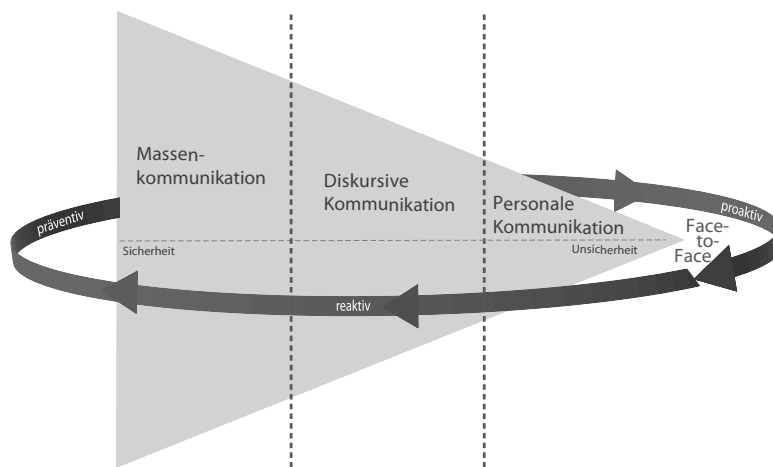 Massen-
kommunikation
Diskursive
Kommunikation
Personale
Kommunikation
präventiv
proaktiv
Face-
to-
Face
Sicherheit
Unsicherheit
reaktiv